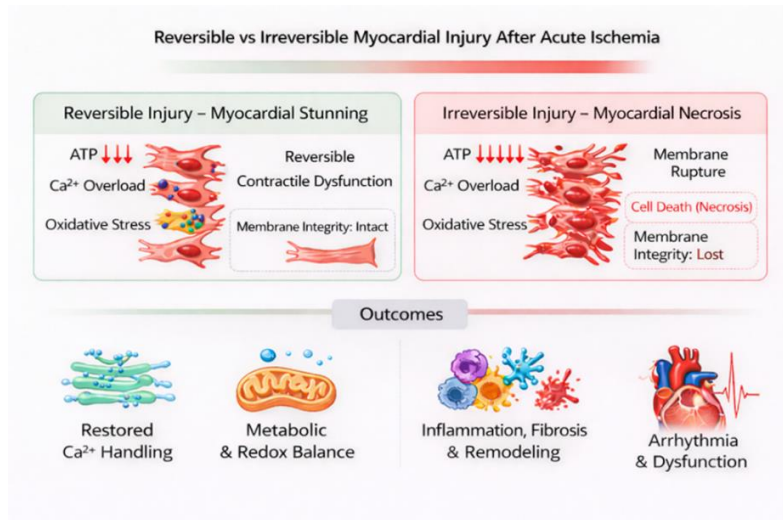 Reversible vs Irreversible Myocardial Injury After Acute Ischemia
Reversible Injury – Myocardial Stunning
ATP ↓↓↓
Ca²⁺ Overload
Oxidative Stress
Reversible
Contractile Dysfunction
Membrane Integrity: Intact
Irreversible Injury – Myocardial Necrosis
ATP ↓↓↓↓↓
Ca²⁺ Overload
Oxidative Stress
Membrane
Rupture
Cell Death (Necrosis)
Membrane
Integrity: Lost
Outcomes
Restored
Ca²⁺ Handling
Metabolic
& Redox Balance
Inflammation, Fibrosis
& Remodeling
Arrhythmia
& Dysfunction